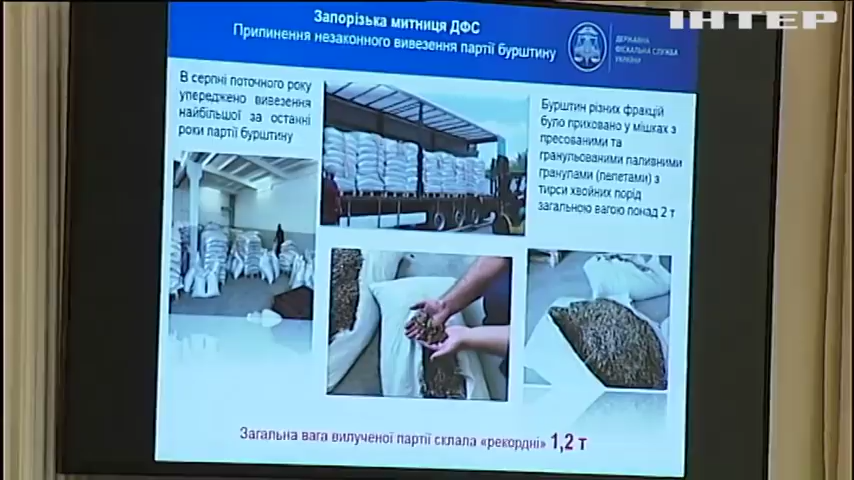 ІНТЕР
Запорізька митниця ДФС
Припинення незаконного вивезення партії бурштину
ДЕРЖАВНА
ФІСКАЛЬНА СЛУЖБА
УКРАЇНИ
В серпні поточного року
упереджено вивезення
найбільшої за останні
роки партії бурштину
Бурштин різних фракцій
було приховано у мішках з
пресованими та
гранульованими паливними
гранулами (пелетами) з
тирси хвойних порід
загальною вагою понад 2 т
Загальна вага вилученої партії склала «рекордні» 1,2 т